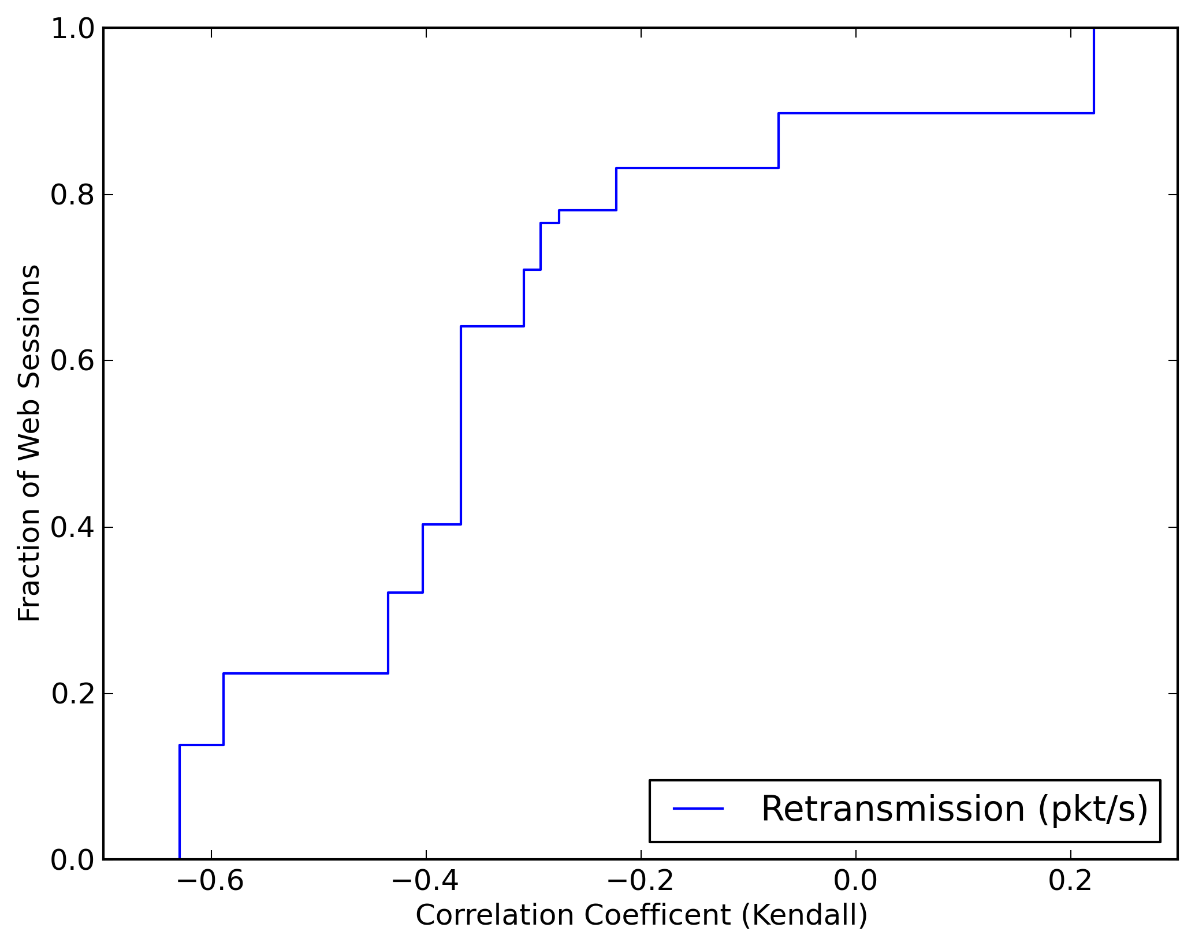 1.0
0.8
0.6
0.4
0.2
0.0
Fraction of Web Sessions
Retransmission (pkt/s)
−0.6 −0.4 −0.2 0.0 0.2
Correlation Coefficent (Kendall)